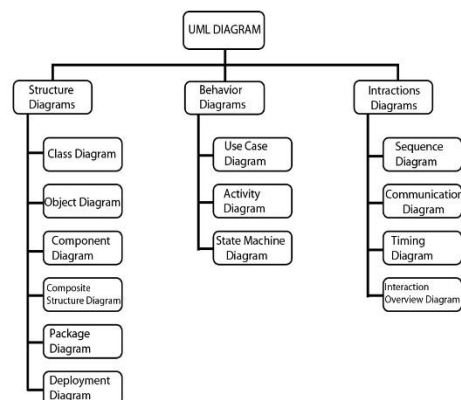 UML DIAGRAM
Structure
Diagrams
Behavior
Diagrams
Intractions
Diagrams
Class Diagram
Object Diagram
Component
Diagram
Composite
Structure Diagram
Package
Diagram
Deployment
Diagram
Use Case
Diagram
Activity
Diagram
State Machine
Diagram
Sequence
Diagram
Communication
Diagram
Timing
Diagram
Interaction
Overview Diagram